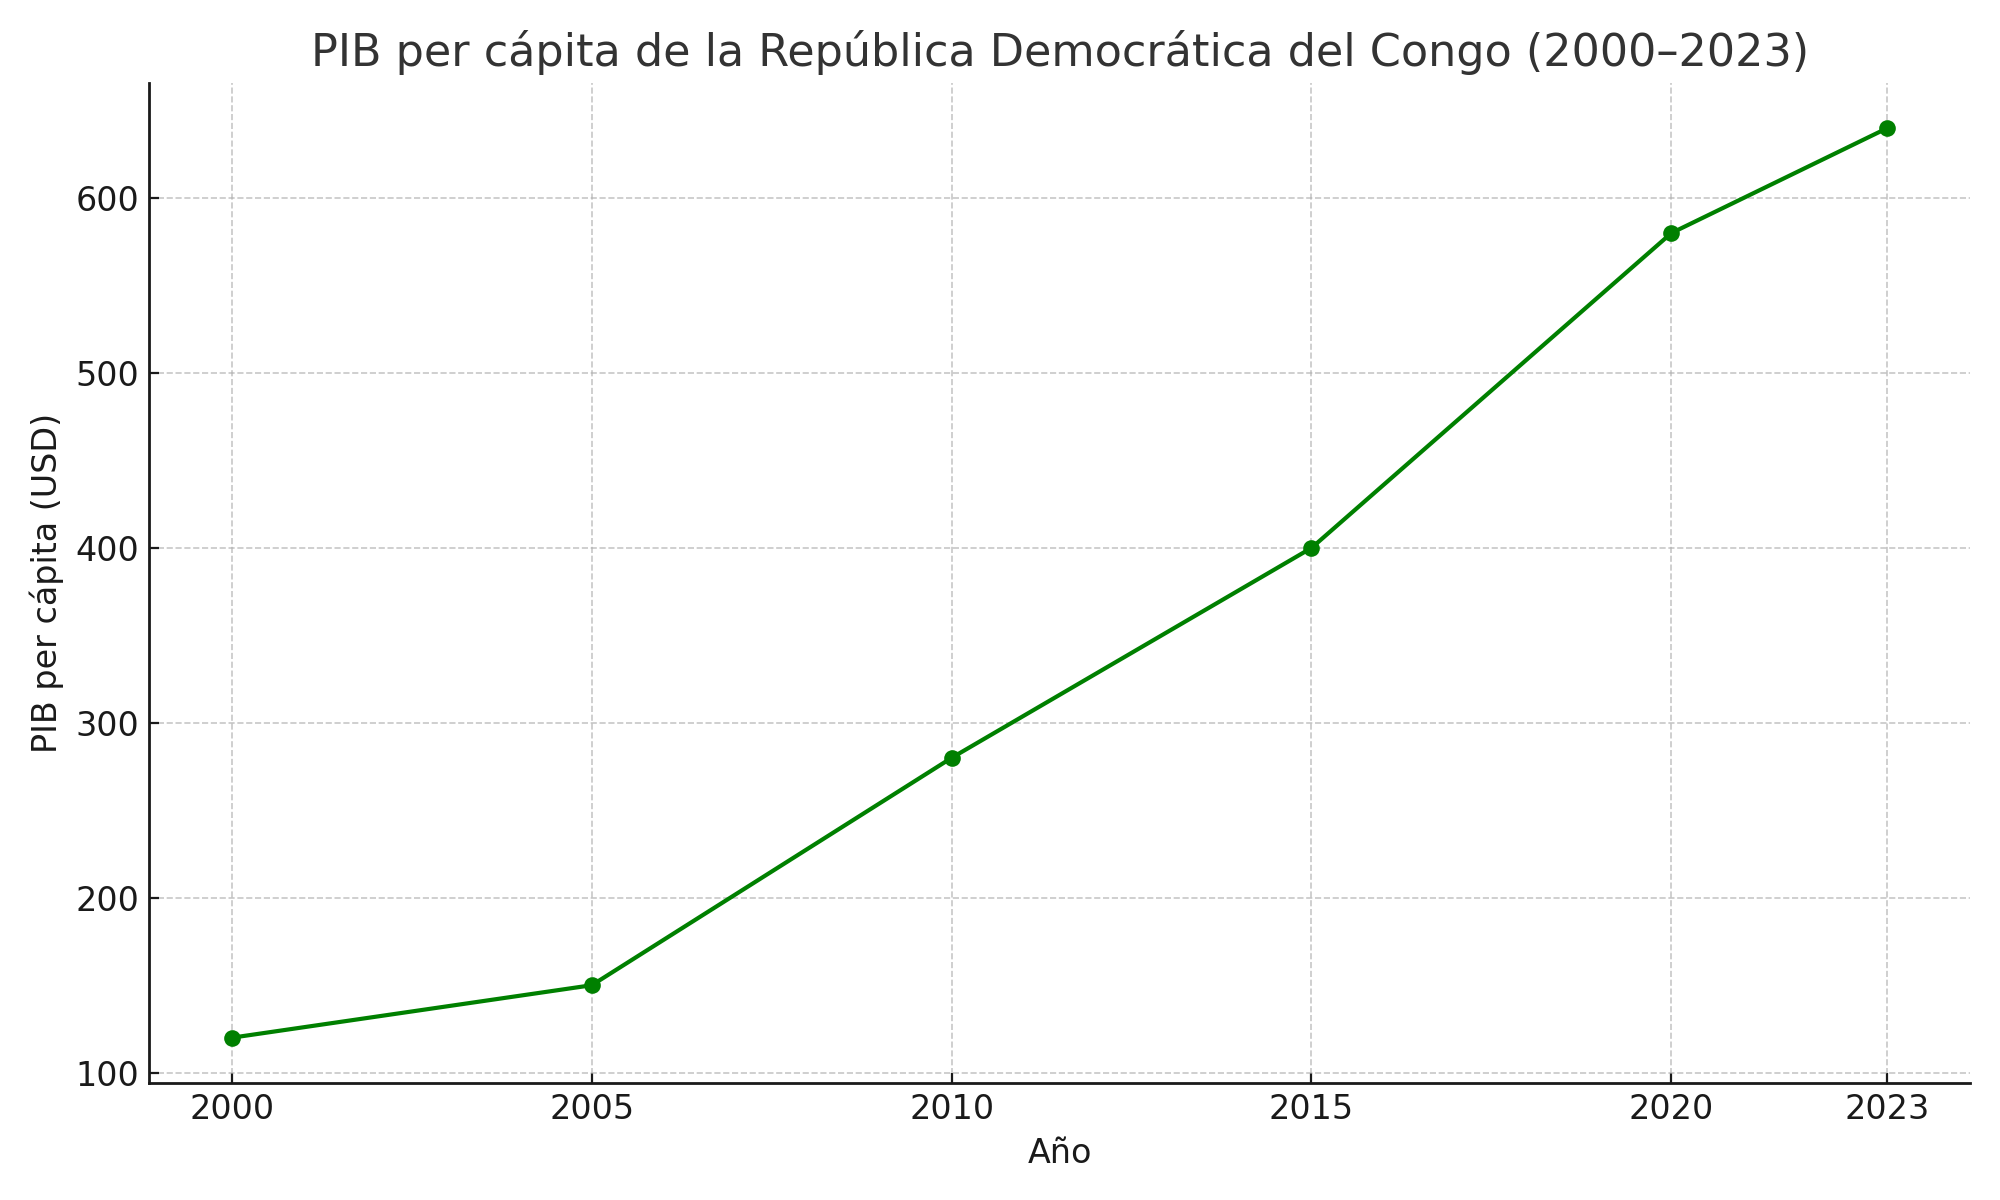 PIB per cápita de la República Democrática del Congo (2000–2023)
PIB per cápita (USD)
600
500
400
300
200
100
2000 2005 2010 2015 2020 2023
Año